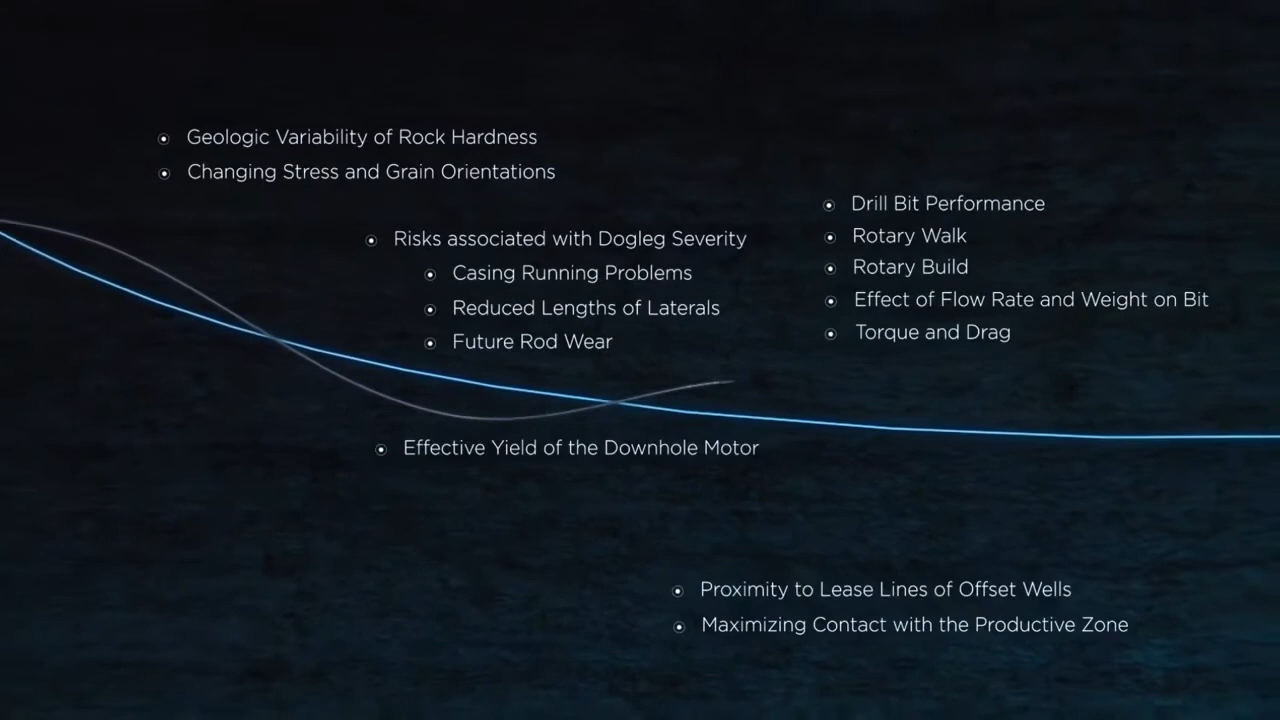 Geologic Variability of Rock Hardness
Changing Stress and Grain Orientations
Risks associated with Dogleg Severity
Casing Running Problems
Reduced Lengths of Laterals
Future Rod Wear
Drill Bit Performance
Rotary Walk
Rotary Build
Effect of Flow Rate and Weight on Bit
Torque and Drag
Effective Yield of the Downhole Motor
Proximity to Lease Lines of Offset Wells
Maximizing Contact with the Productive Zone